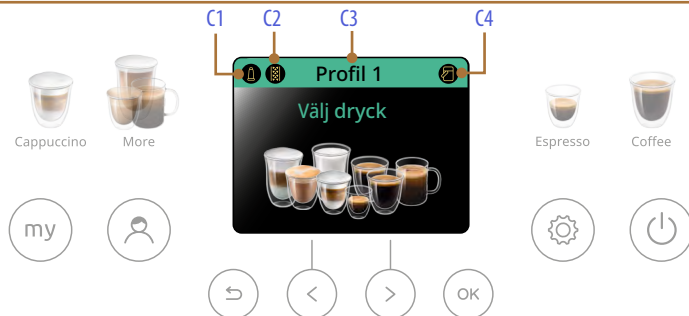 C1 C2 C3 C4
Profil 1
Välj dryck
Cappuccino More Espresso Coffee
my
OK